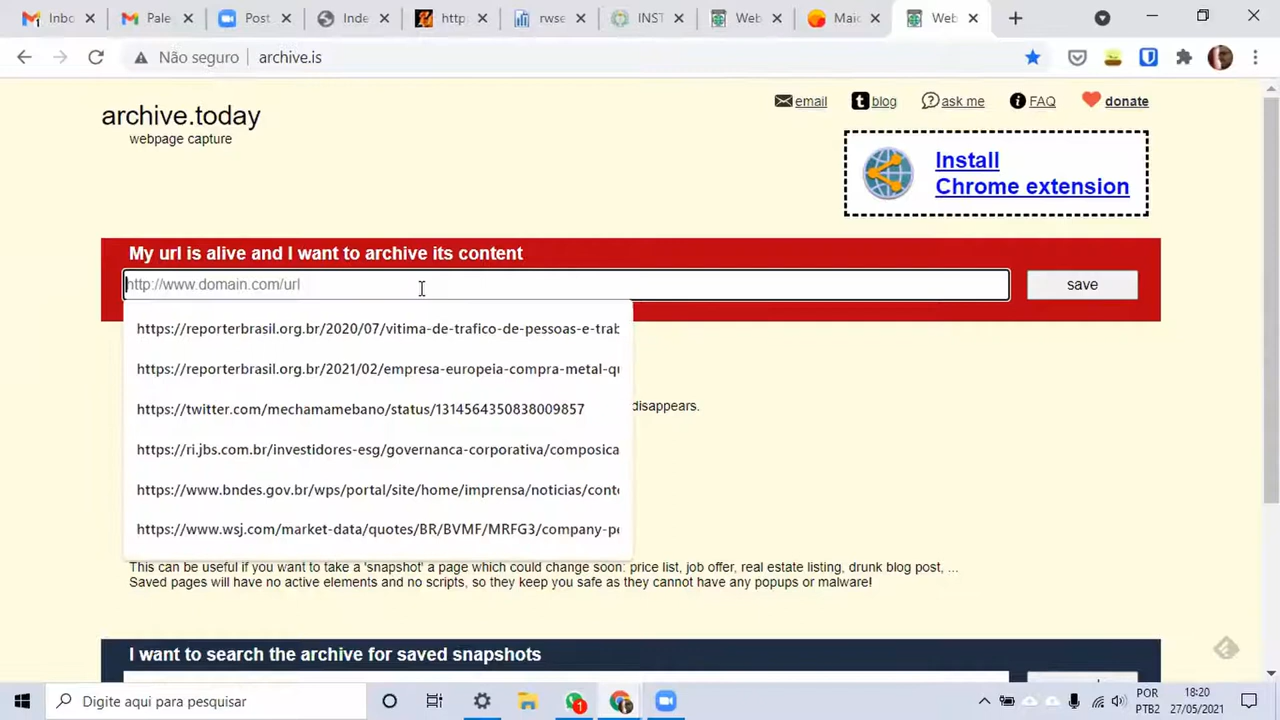 Inbo
Pale
Post
Inde
http:
rwse
INST
Web
Mai
Web
Não seguro
archive.is
archive.today
webpage capture
email
blog
ask me
FAQ
donate
Install
Chrome extension
My url is alive and I want to archive its content
http://www.domain.com/url
save
https://reporterbrasil.org.br/2020/07/vitima-de-trafico-de-pessoas-e-trab
https://reporterbrasil.org.br/2021/02/empresa-europeia-compra-metal-qu
https://twitter.com/mechamamebano/status/1314564350838009857
disappears.
https://ri.jbs.com.br/investidores-esg/governanca-corporativa/composica
https://www.bndes.gov.br/wps/portal/site/home/imprensa/noticias/conte
https://www.wsj.com/market-data/quotes/BR/BVMF/MRFG3/company-pe
This can be useful if you want to take a 'snapshot' a page which could change soon: price list, job offer, real estate listing, drunk blog post, ...
Saved pages will have no active elements and no scripts, so they keep you safe as they cannot have any popups or malware!
I want to search the archive for saved snapshots
Digite aqui para pesquisar
1
POR
PTB2
18:20
27/05/2021